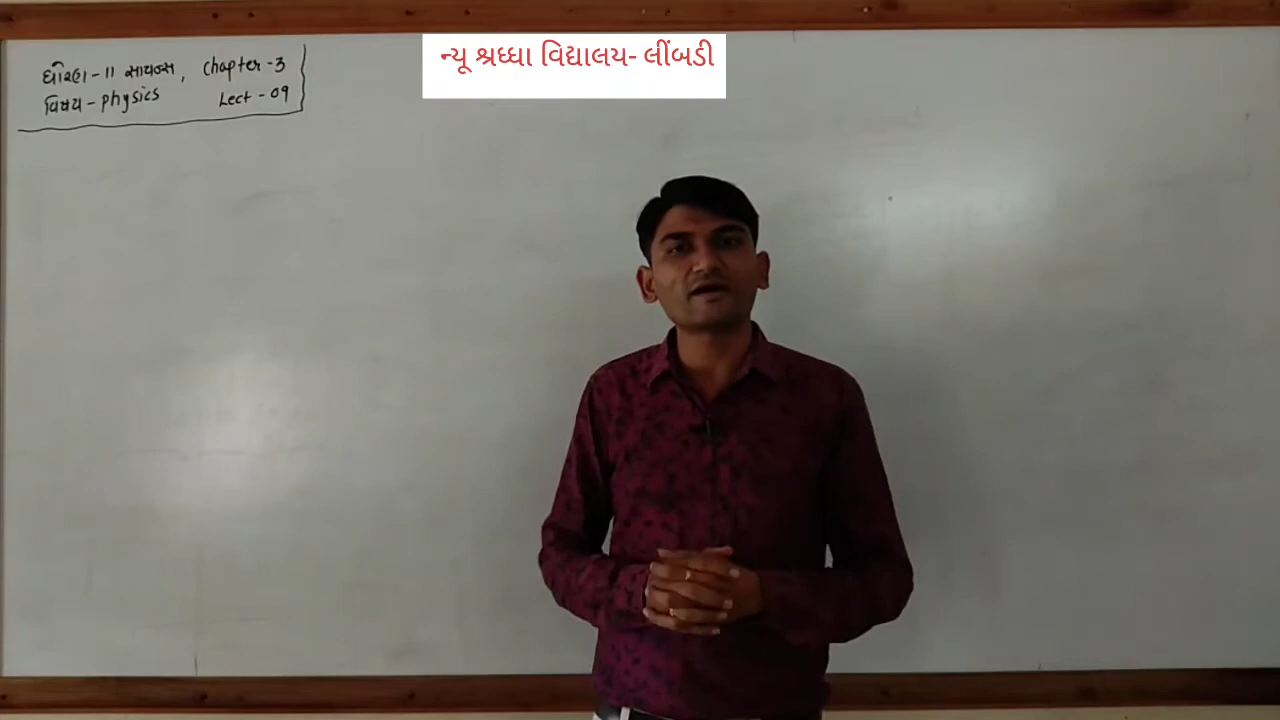 ન્યૂ શ્રધ્ધા વિદ્યાલય- લીંબડી
ધોરણ - 11 સાયન્સ, Chapter - 3
વિષય - physics Lect - 09